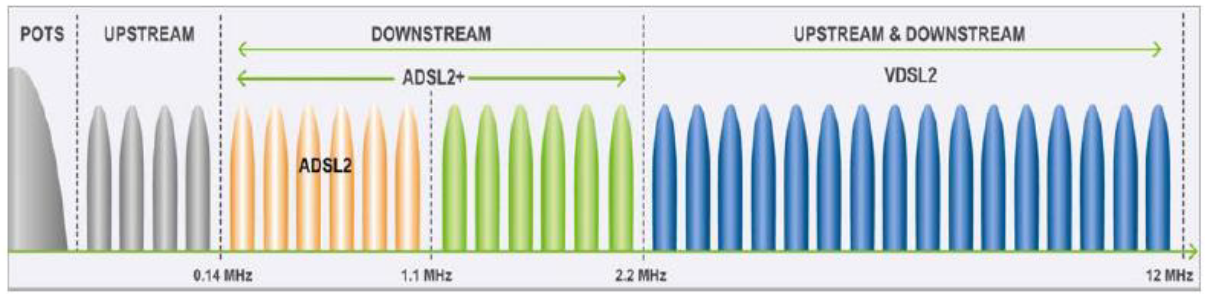 POTS UPSTREAM DOWNSTREAM UPSTREAM & DOWNSTREAM
ADSL2+ VDSL2
ADSL2
0.14 MHz 1.1 MHz 2.2 MHz 12 MHz